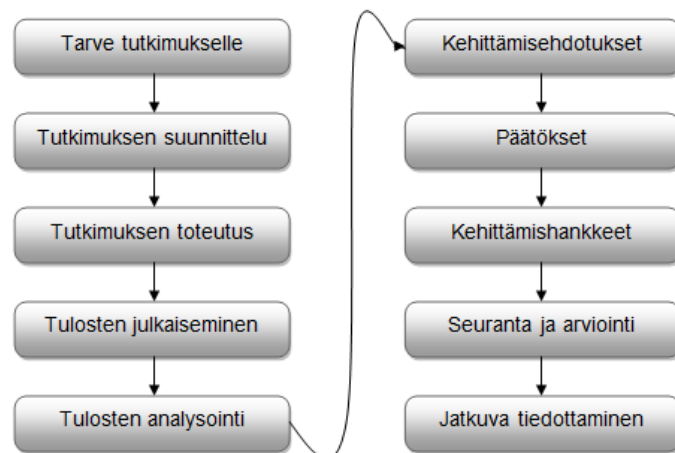 Tarve tutkimukselle
Tutkimuksen suunnittelu
Tutkimuksen toteutus
Tulosten julkaiseminen
Tulosten analysointi
Kehittämisehdotukset
Päätökset
Kehittämishankkeet
Seuranta ja arviointi
Jatkuva tiedottaminen